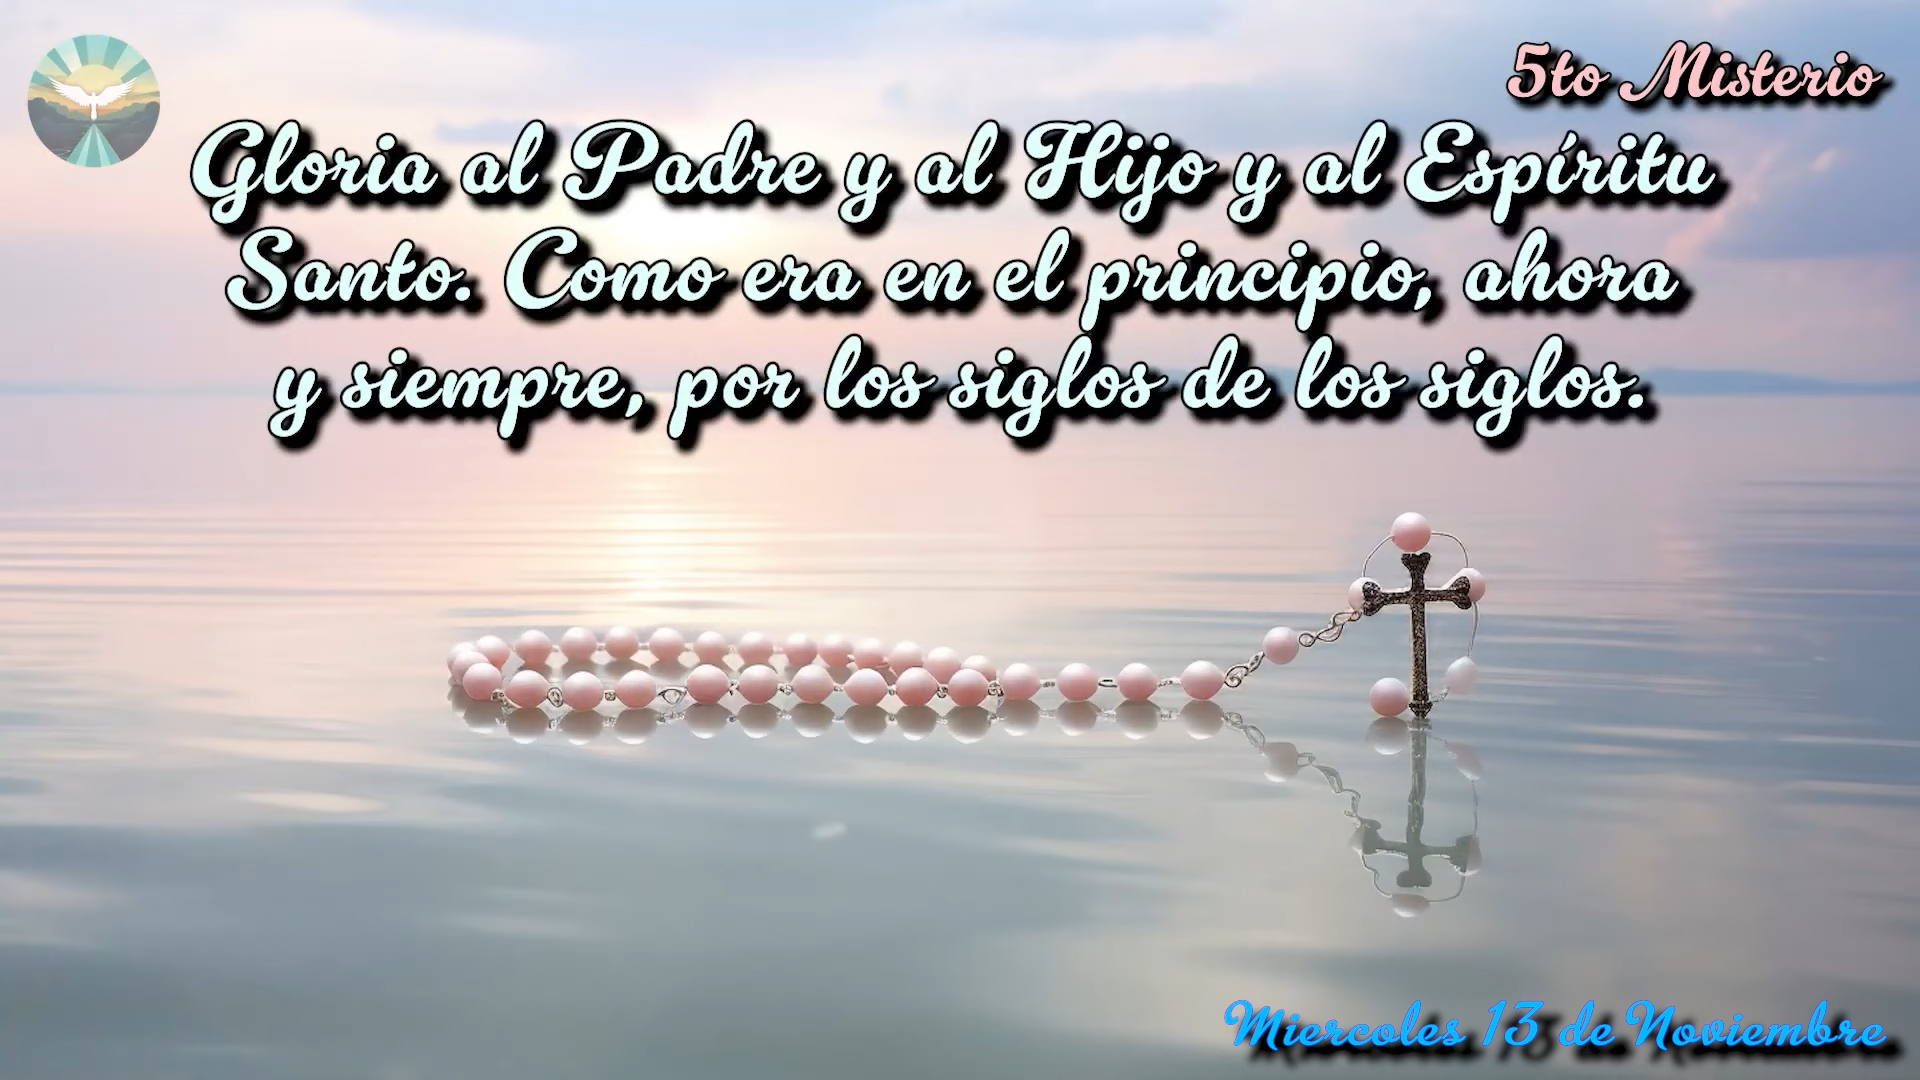 5to Misterio
Gloria al Padre y al Hijo y al Espíritu
Santo. Como era en el principio, ahora
y siempre, por los siglos de los siglos.
Miercoles 13 de Noviembre